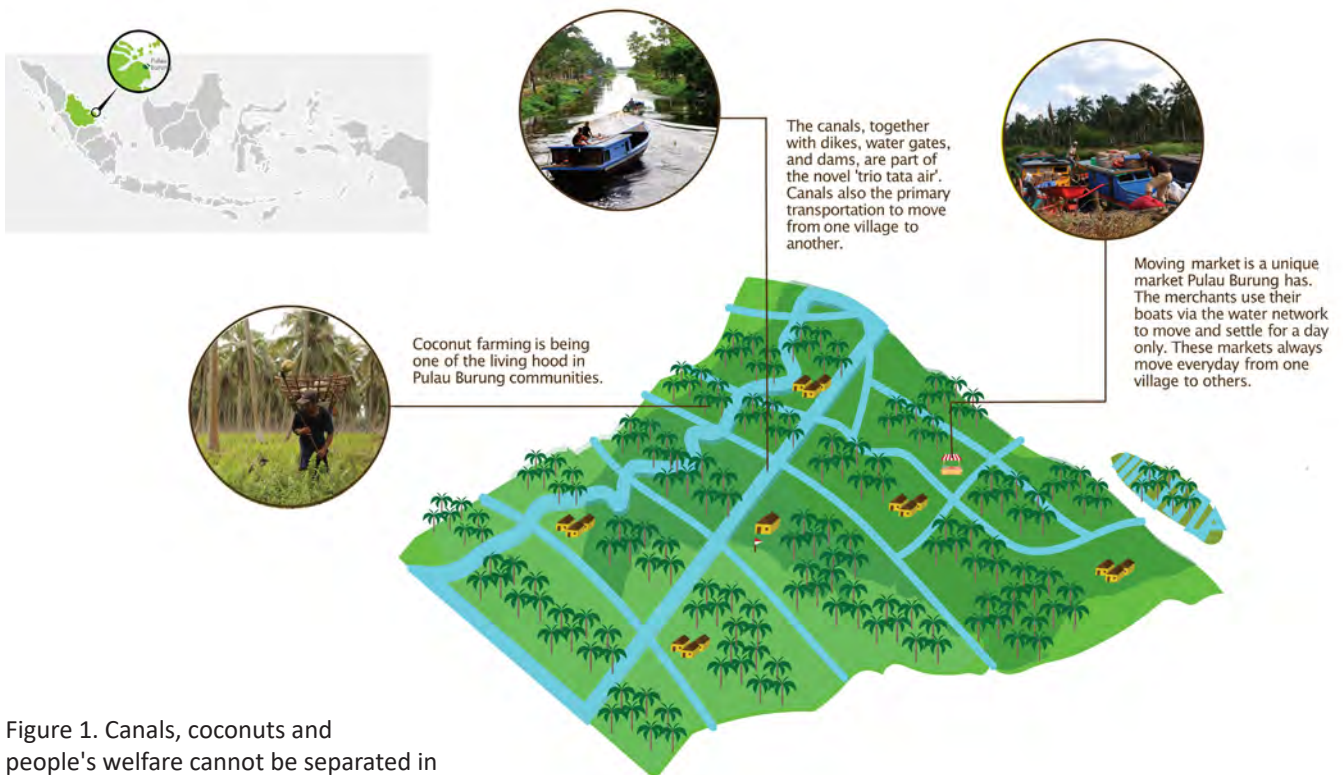 Pulau
Burung
The canals, together
with dikes, water gates,
and dams, are part of
the novel 'trio tata air'.
Canals also the primary
transportation to move
from one village to
another.
Moving market is a unique
market Pulau Burung has.
The merchants use their
boats via the water network
to move and settle for a day
only. These markets always
move everyday from one
village to others.
Coconut farming is being
one of the living hood in
Pulau Burung communities.
Figure 1. Canals, coconuts and
people's welfare cannot be separated in